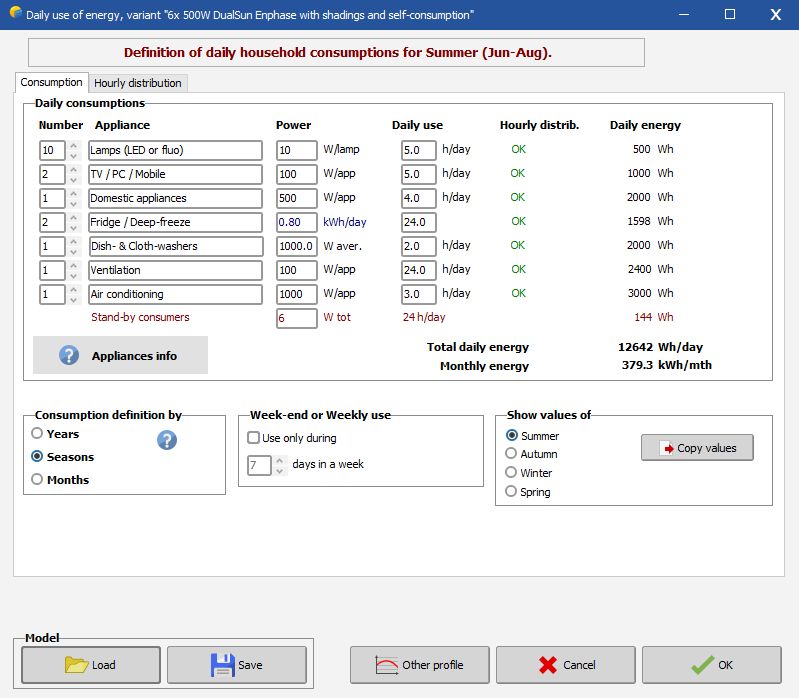 Daily use of energy, variant "6x 500W DualSun Enphase with shadings and self-consumption"
Definition of daily household consumptions for Summer (Jun-Aug).
Consumption Hourly distribution
Daily consumptions
Number Appliance Power Daily use Hourly distrib. Daily energy
10 Lamps (LED or fluo) 10 W/lamp 5.0 h/day OK 500 Wh
2 TV / PC / Mobile 100 W/app 5.0 h/day OK 1000 Wh
1 Domestic appliances 500 W/app 4.0 h/day OK 2000 Wh
2 Fridge / Deep-freeze 0.80 kWh/day 24.0 OK 1598 Wh
1 Dish- & Cloth-washers 1000.0 W aver. 2.0 h/day OK 2000 Wh
1 Ventilation 100 W/app 24.0 h/day OK 2400 Wh
1 Air conditioning 1000 W/app 3.0 h/day OK 3000 Wh
Stand-by consumers 6 W tot 24 h/day 144 Wh
? Appliances info
Total daily energy 12642 Wh/day
Monthly energy 379.3 kWh/mth
Consumption definition by
Years
?
Seasons
Months
Week-end or Weekly use
Use only during
7 days in a week
Show values of
Summer
Autumn
Winter
Spring
Copy values
Model
Load Save Other profile Cancel OK